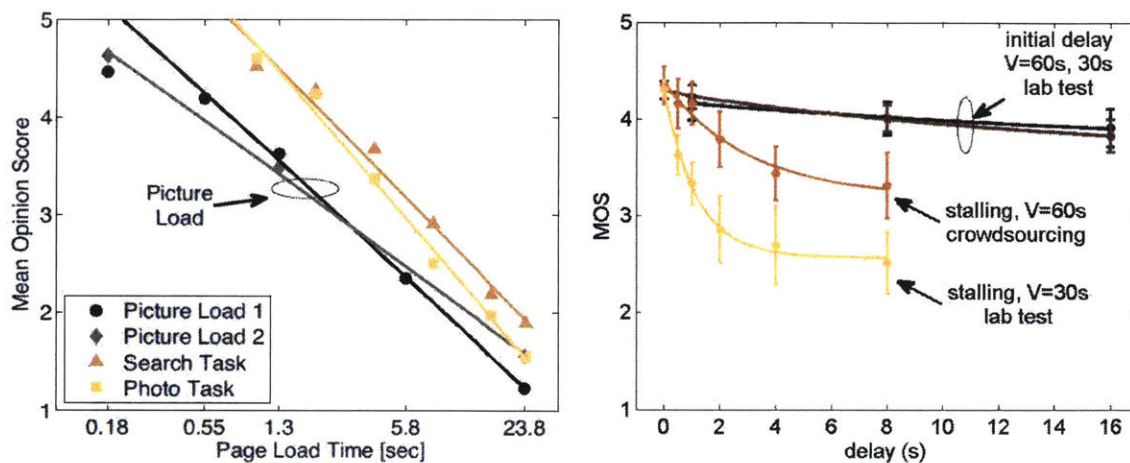 5
4
3
2
1
Mean Opinion Score
Picture
Load
Picture Load 1
Picture Load 2
Search Task
Photo Task
0.18
0.55
1.3
5.8
23.8
Page Load Time [sec]
5
4
3
2
1
MOS
initial delay
V=60s, 30s
lab test
stalling, V=60s
crowdsourcing
stalling, V=30s
lab test
0
2
4
6
8
10
12
14
16
delay (s)